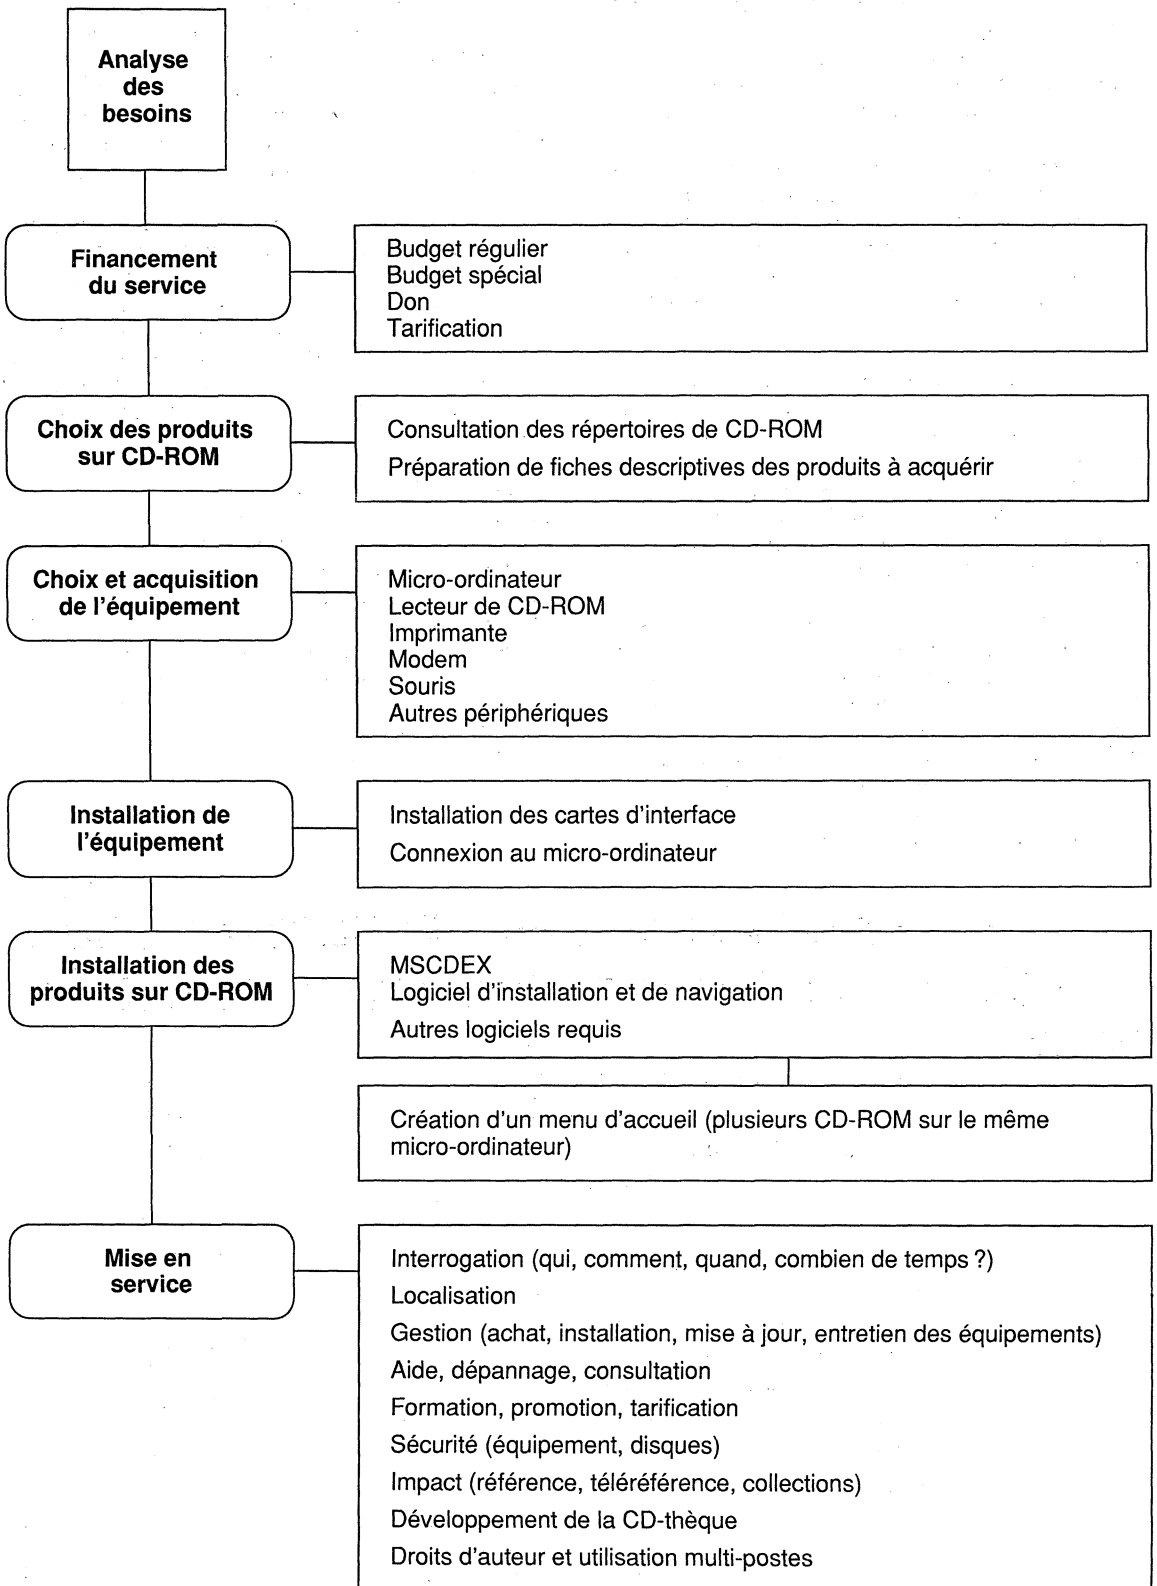 Analyse
des
besoins
Financement
du service
Budget régulier
Budget spécial
Don
Tarification
Choix des produits
sur CD-ROM
Consultation des répertoires de CD-ROM
Préparation de fiches descriptives des produits à acquérir
Choix et acquisition
de l'équipement
Micro-ordinateur
Lecteur de CD-ROM
Imprimante
Modem
Souris
Autres périphériques
Installation de
l'équipement
Installation des cartes d'interface
Connexion au micro-ordinateur
Installation des
produits sur CD-ROM
MSCDEX
Logiciel d'installation et de navigation
Autres logiciels requis
Création d'un menu d'accueil (plusieurs CD-ROM sur le même
micro-ordinateur)
Mise en
service
Interrogation (qui, comment, quand, combien de temps ?)
Localisation
Gestion (achat, installation, mise à jour, entretien des équipements)
Aide, dépannage, consultation
Formation, promotion, tarification
Sécurité (équipement, disques)
Impact (référence, téléréférence, collections)
Développement de la CD-thèque
Droits d'auteur et utilisation multi-postes